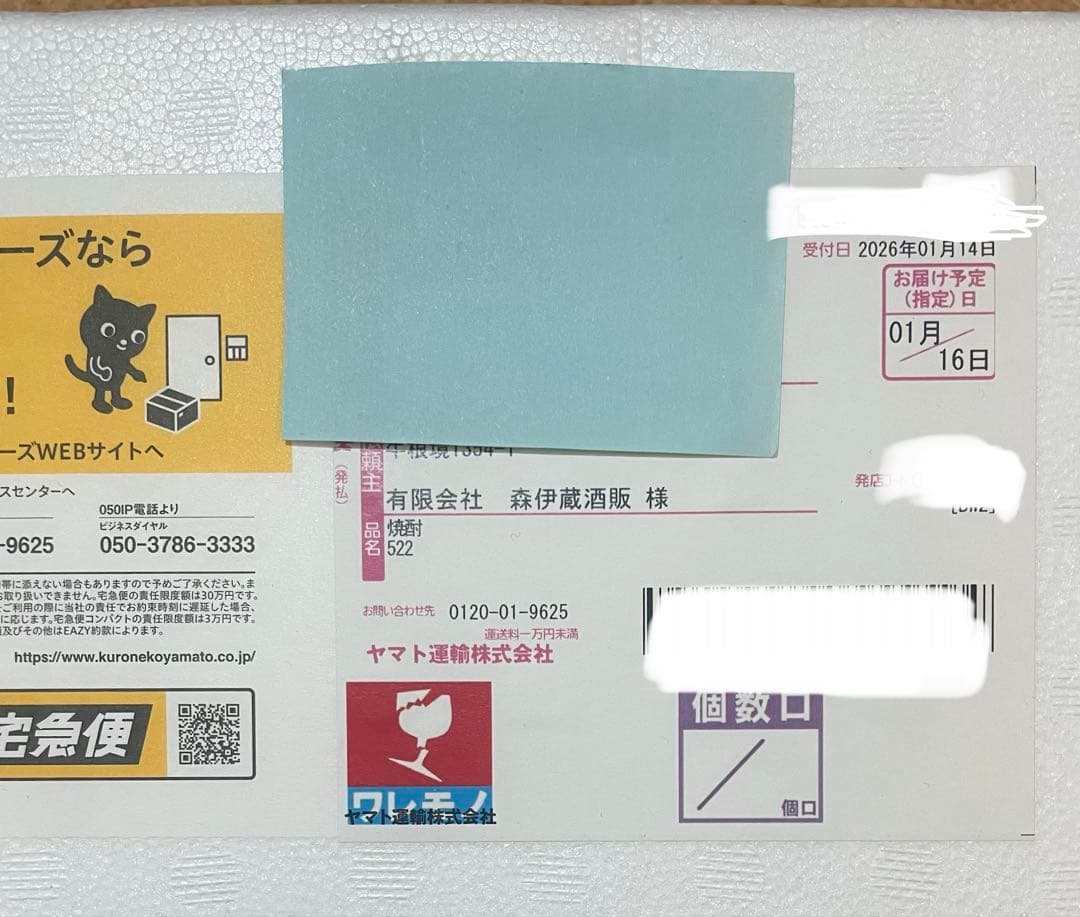 ーズなら
!
ーズWEBサイトへ
スセンターへ
050IP電話より
ビジネスダイヤル
-9625
050-3786-3333
帯に添えない場合もありますので予めご了承ください。ま
お取り扱いできません。宅急便の責任限度額は30万円です。
ご利用の際に当社の責任でお約束時刻に遅延した場合、
に応じます。宅急便コンパクトの責任限度額は3万円です。
及びその他はEAZY約款によります。
https://www.kuronekoyamato.co.jp/
宅急便
受付日 2026年01月14日
お届け予定
(指定)日
01月
16日
(発払)
頼主
有限会社 森伊蔵酒販 様
品名
焼酎
522
発店
お問い合わせ先 0120-01-9625
運送料一万円未満
ヤマト運輸株式会社
ワレモノ
ヤマト運輸株式会社
個数口
個口